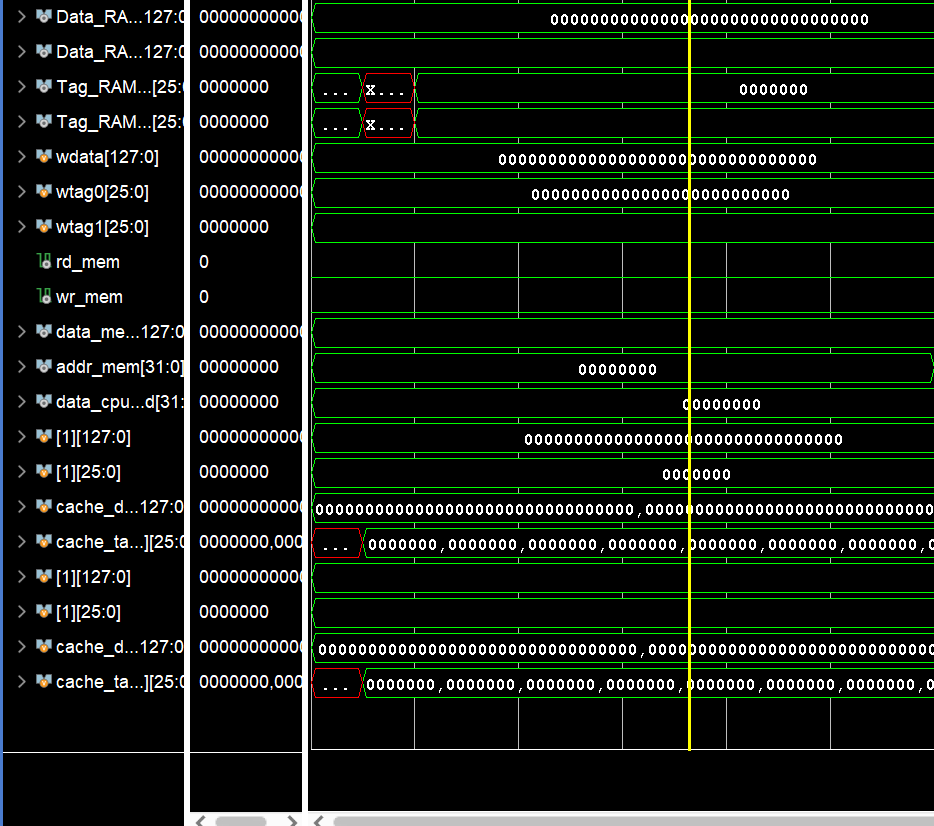 Data_RA...127:0 00000000000 00000000000000000000000000000000
Data_RA...127:0 00000000000
Tag_RAM...[25:0 0000000 ... X... 0000000
Tag_RAM...[25:0 0000000 ... X...
wdata[127:0] 00000000000 00000000000000000000000000000000
wtag0[25:0] 00000000000 00000000000000000000000000
wtag1[25:0] 0000000
rd_mem 0
wr_mem 0
data_me...127:0 00000000000
addr_mem[31:0] 00000000 00000000
data_cpu...d[31: 00000000 00000000
[1][127:0] 00000000000 00000000000000000000000000000000
[1][25:0] 0000000 0000000
cache_d...127:0 00000000000 00000000000000000000000000000000,00000000000000000000000000000
cache_ta...][25:0 0000000,000 ... 0000000,0000000,0000000,0000000,0000000,0000000,0000000,0
[1][127:0] 00000000000
[1][25:0] 0000000
cache_d...127:0 00000000000 00000000000000000000000000000000,00000000000000000000000000000
cache_ta...][25:0 0000000,000 ... 0000000,0000000,0000000,0000000,0000000,0000000,0000000,0